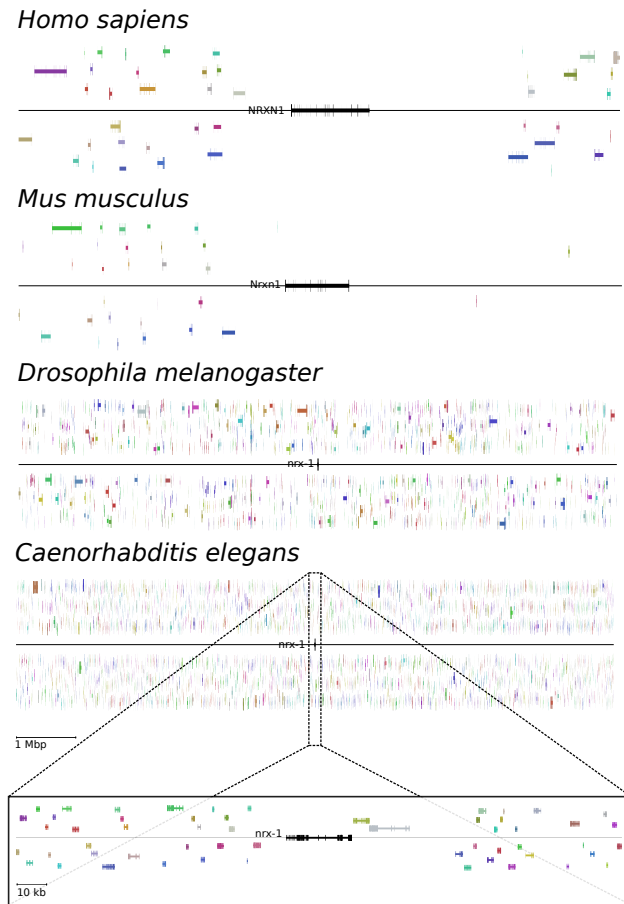 Homo sapiens
NRXN1
Mus musculus
Nrxn1
Drosophila melanogaster
nrx-1
Caenorhabditis elegans
nrx-1
1 Mbp
nrx-1
10 kb